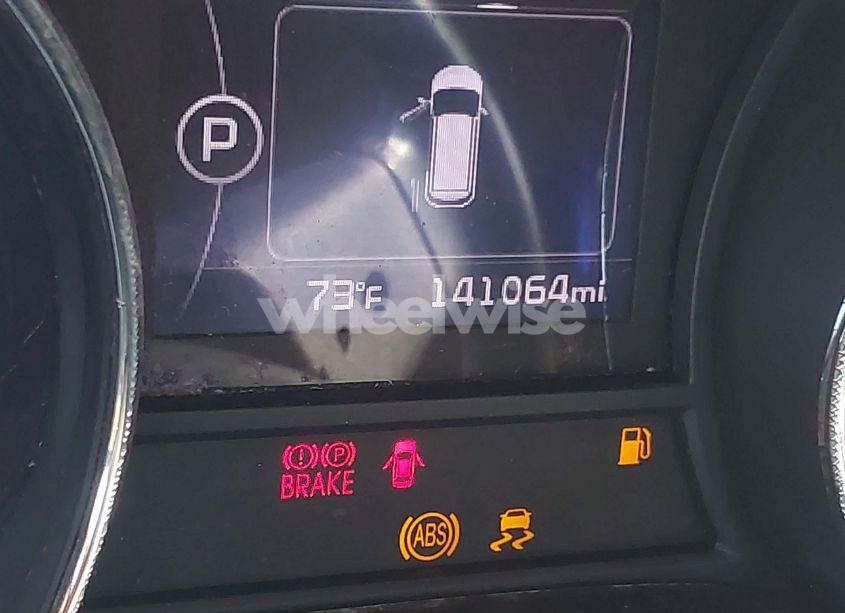 P
73°F 141064mi
wheelwise
(!) (P)
BRAKE
ABS